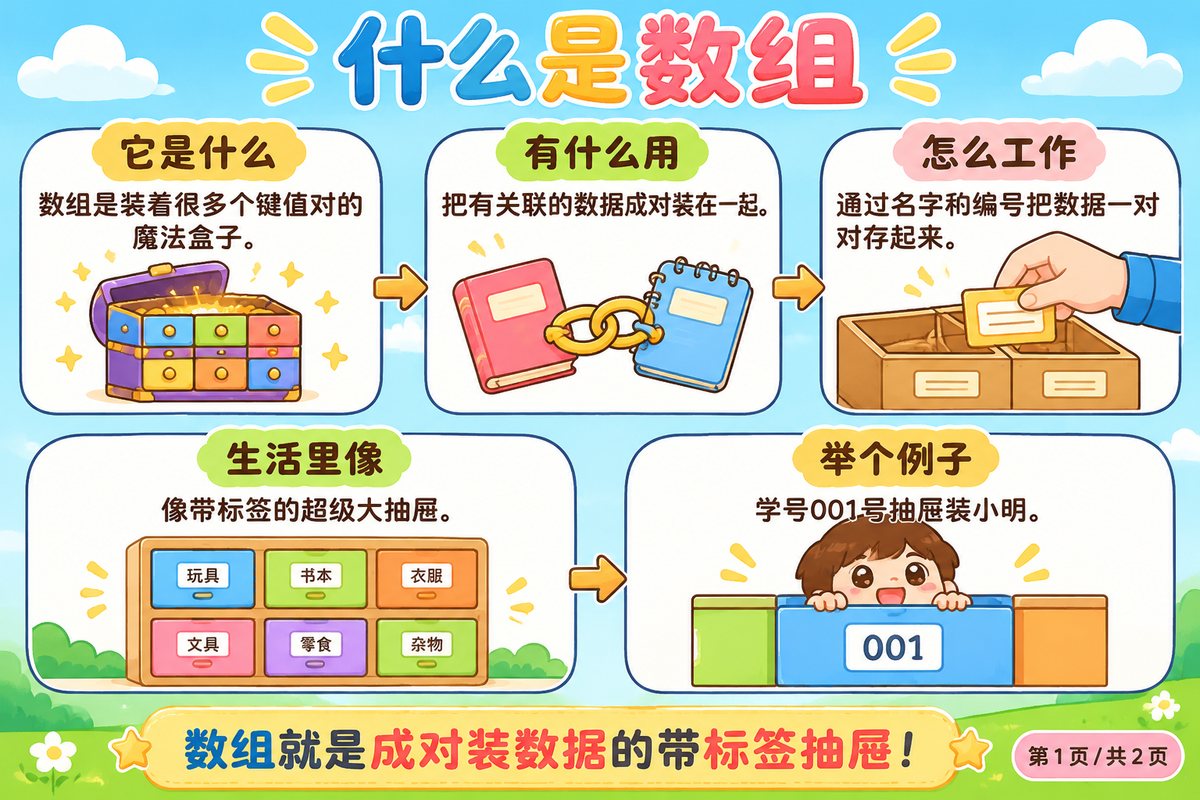 什么是数组
它是什么
数组是装着很多个键值对的
魔法盒子。
有什么用
把有关联的数据成对装在一起。
怎么工作
通过名字和编号把数据一对
对存起来。
生活里像
像带标签的超级大抽屉。
玩具
书本
衣服
文具
零食
杂物
举个例子
学号001号抽屉装小明。
001
数组就是成对装数据的带标签抽屉！
第1页/共2页